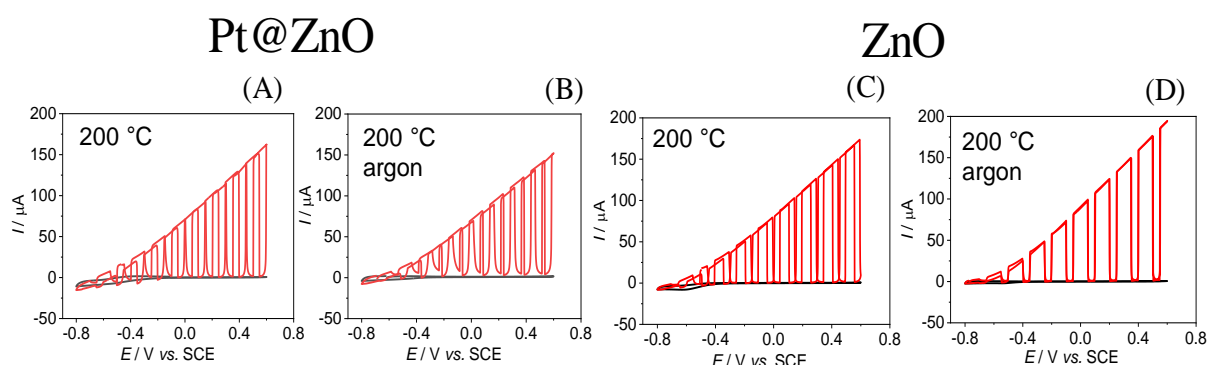 Pt@ZnO
ZnO
(A)
(B)
(C)
(D)
200
150
100
50
0
-50
200 °C
-0.8
-0.4
0.0
0.4
0.8
E / V vs. SCE
I / μA
200
150
100
50
0
-50
200 °C
argon
-0.8
-0.4
0.0
0.4
0.8
E / V vs. SCE
I / μA
200
150
100
50
0
-50
200 °C
-0.8
-0.4
0.0
0.4
0.8
E / V vs. SCE
I / μA
200
150
100
50
0
-50
200 °C
argon
-0.8
-0.4
0.0
0.4
0.8
E / V vs. SCE
I / μA